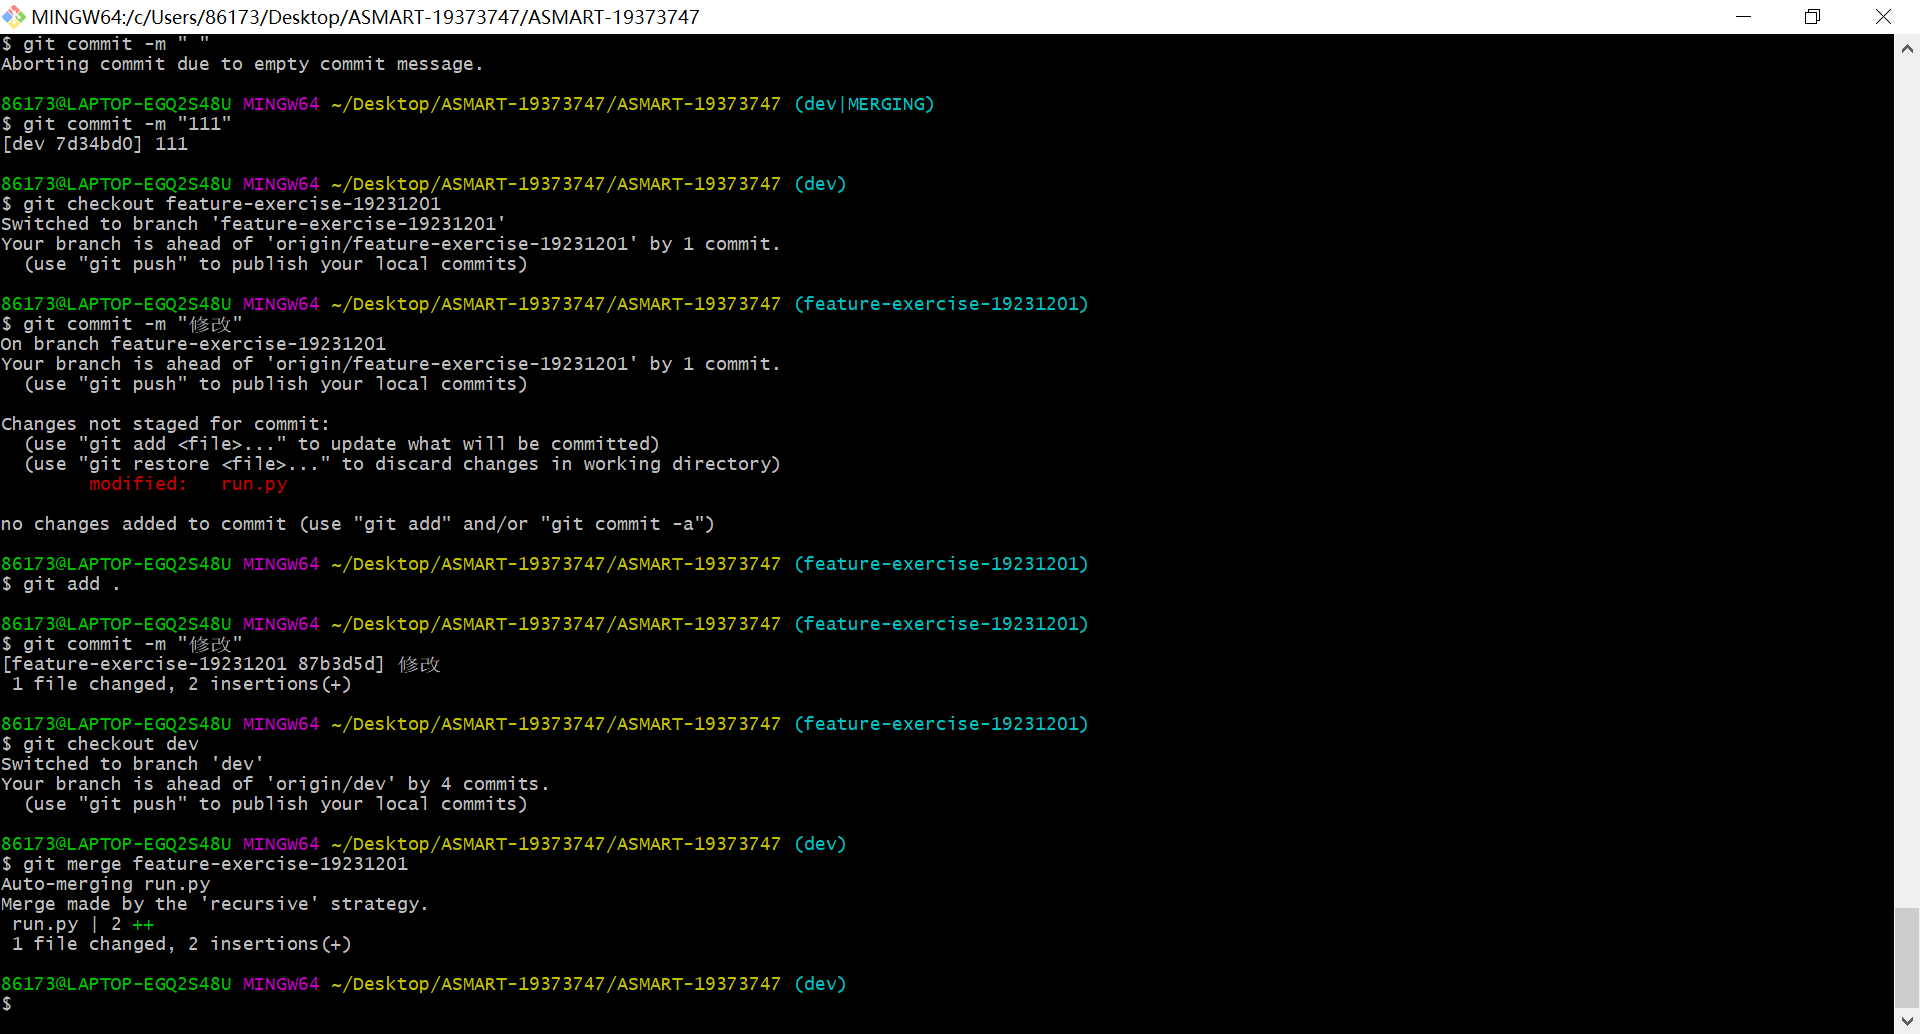 MINGW64:/c/Users/86173/Desktop/ASMART-19373747/ASMART-19373747
$ git commit -m " "
Aborting commit due to empty commit message.
86173@LAPTOP-EGQ2S48U MINGW64 ~/Desktop/ASMART-19373747/ASMART-19373747 (dev|MERGING)
$ git commit -m "111"
[dev 7d34bd0] 111
86173@LAPTOP-EGQ2S48U MINGW64 ~/Desktop/ASMART-19373747/ASMART-19373747 (dev)
$ git checkout feature-exercise-19231201
Switched to branch 'feature-exercise-19231201'
Your branch is ahead of 'origin/feature-exercise-19231201' by 1 commit.
  (use "git push" to publish your local commits)
86173@LAPTOP-EGQ2S48U MINGW64 ~/Desktop/ASMART-19373747/ASMART-19373747 (feature-exercise-19231201)
$ git commit -m "修改"
On branch feature-exercise-19231201
Your branch is ahead of 'origin/feature-exercise-19231201' by 1 commit.
  (use "git push" to publish your local commits)
Changes not staged for commit:
  (use "git add <file>..." to update what will be committed)
  (use "git restore <file>..." to discard changes in working directory)
        modified:   run.py
no changes added to commit (use "git add" and/or "git commit -a")
86173@LAPTOP-EGQ2S48U MINGW64 ~/Desktop/ASMART-19373747/ASMART-19373747 (feature-exercise-19231201)
$ git add .
86173@LAPTOP-EGQ2S48U MINGW64 ~/Desktop/ASMART-19373747/ASMART-19373747 (feature-exercise-19231201)
$ git commit -m "修改"
[feature-exercise-19231201 87b3d5d] 修改
 1 file changed, 2 insertions(+)
86173@LAPTOP-EGQ2S48U MINGW64 ~/Desktop/ASMART-19373747/ASMART-19373747 (feature-exercise-19231201)
$ git checkout dev
Switched to branch 'dev'
Your branch is ahead of 'origin/dev' by 4 commits.
  (use "git push" to publish your local commits)
86173@LAPTOP-EGQ2S48U MINGW64 ~/Desktop/ASMART-19373747/ASMART-19373747 (dev)
$ git merge feature-exercise-19231201
Auto-merging run.py
Merge made by the 'recursive' strategy.
 run.py | 2 ++
 1 file changed, 2 insertions(+)
86173@LAPTOP-EGQ2S48U MINGW64 ~/Desktop/ASMART-19373747/ASMART-19373747 (dev)
$